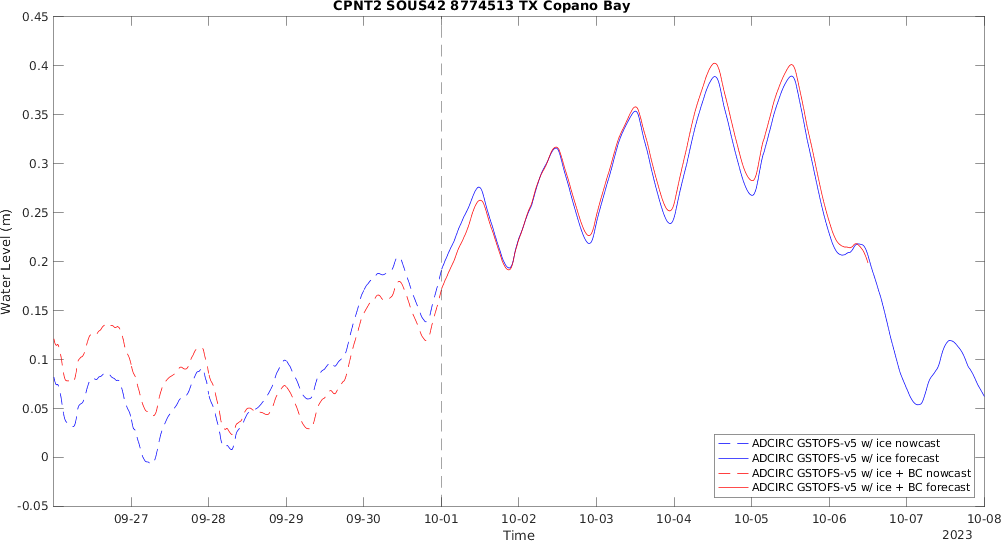 CPNT2 SOUS42 8774513 TX Copano Bay
0.45
0.4
0.35
0.3
0.25
0.2
0.15
0.1
0.05
0
-0.05
Water Level (m)
09-27 09-28 09-29 09-30 10-01 10-02 10-03 10-04 10-05 10-06 10-07 10-08
Time
2023
ADCIRC GSTOFS-v5 w/ ice nowcast
ADCIRC GSTOFS-v5 w/ ice forecast
ADCIRC GSTOFS-v5 w/ ice + BC nowcast
ADCIRC GSTOFS-v5 w/ ice + BC forecast